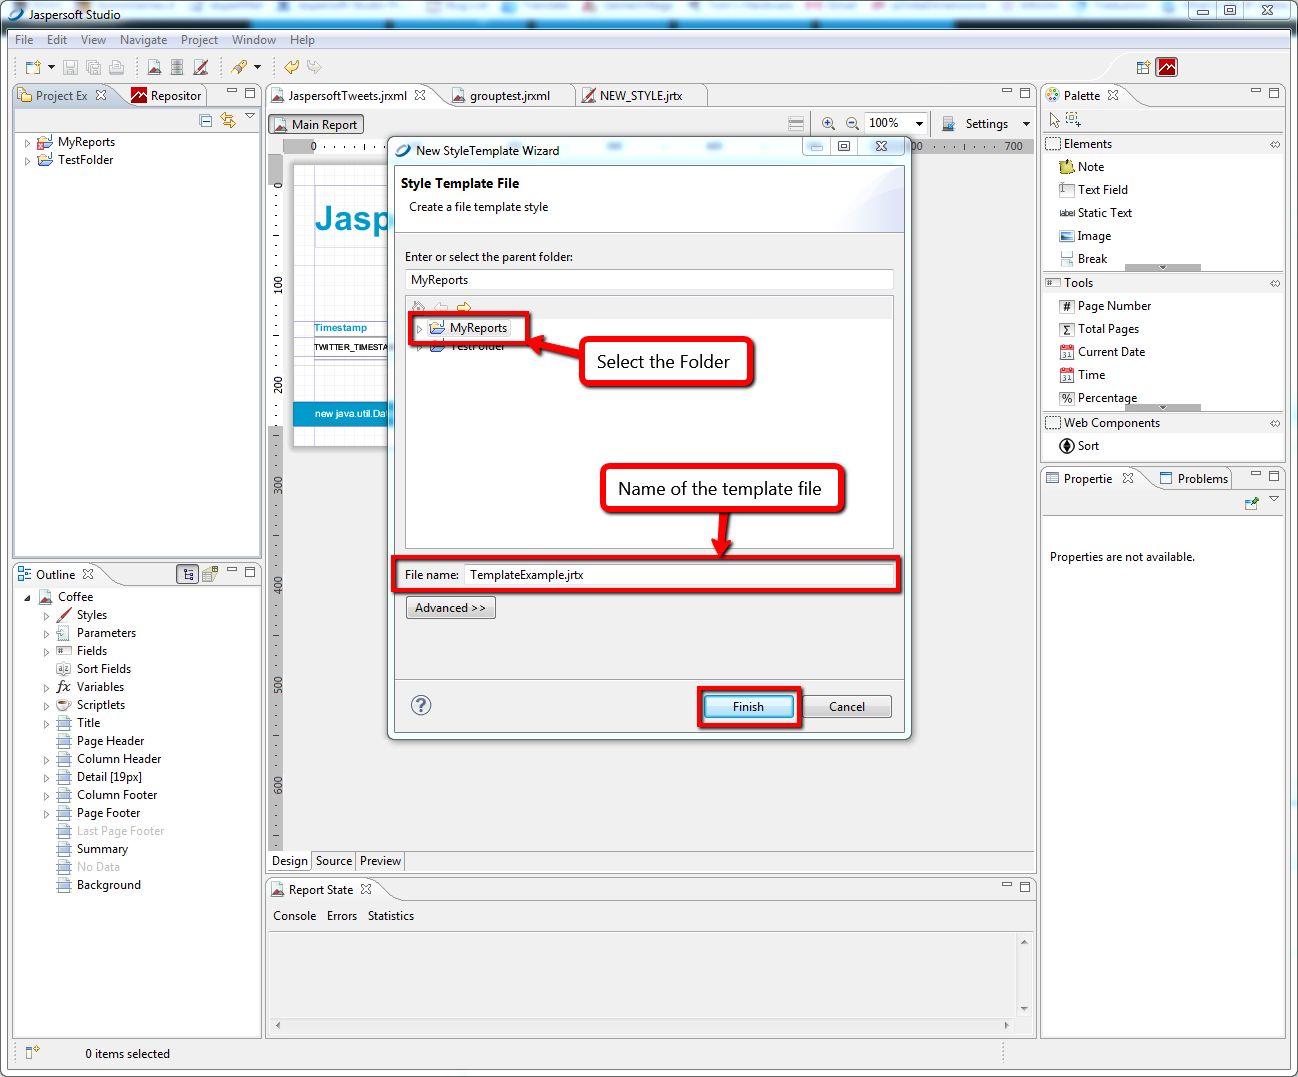 Jaspersoft Studio
File Edit View Navigate Project Window Help
Project Ex
Repositor
MyReports
TestFolder
JaspersoftTweets.jrxml
grouptest.jrxml
NEW_STYLE.jrtx
Main Report
100%
Settings
0
700
0
100
200
300
400
500
600
Jasp
Timestamp
TWITTER_TIMESTA
new java.util.Da
New StyleTemplate Wizard
Style Template File
Create a file template style
Enter or select the parent folder:
MyReports
MyReports
TestFolder
Select the Folder
Name of the template file
File name: TemplateExample.jrtx
Advanced >>
Finish
Cancel
Palette
Elements
Note
Text Field
label Static Text
Image
Break
Tools
# Page Number
Σ Total Pages
31 Current Date
31 Time
% Percentage
Web Components
Sort
Propertie
Problems
Properties are not available.
Outline
Coffee
Styles
Parameters
Fields
Sort Fields
fx Variables
Scriptlets
Title
Page Header
Column Header
Detail [19px]
Column Footer
Page Footer
Last Page Footer
Summary
No Data
Background
Design Source Preview
Report State
Console Errors Statistics
0 items selected